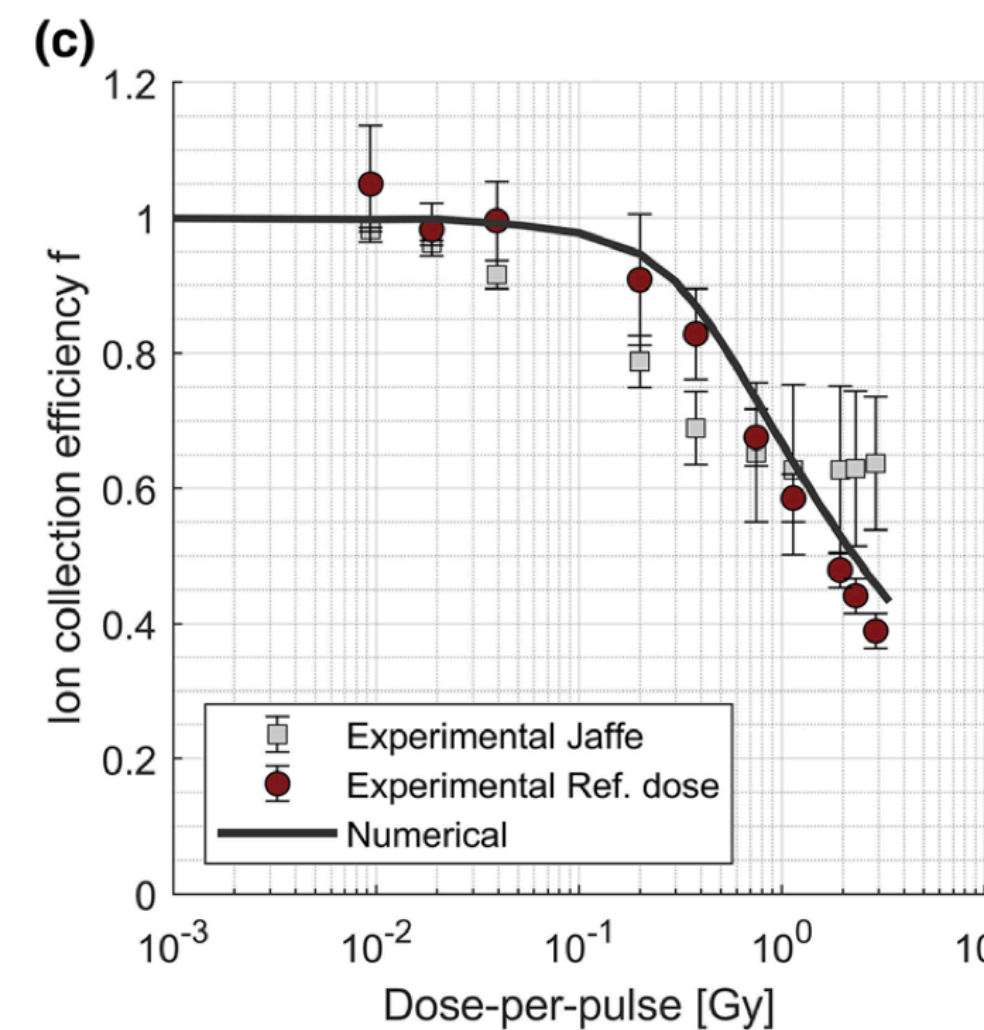 (c)
1.2
1
0.8
0.6
0.4
0.2
0
Ion collection efficiency f
Experimental Jaffe
Experimental Ref. dose
Numerical
10⁻³ 10⁻² 10⁻¹ 10⁰ 10
Dose-per-pulse [Gy]